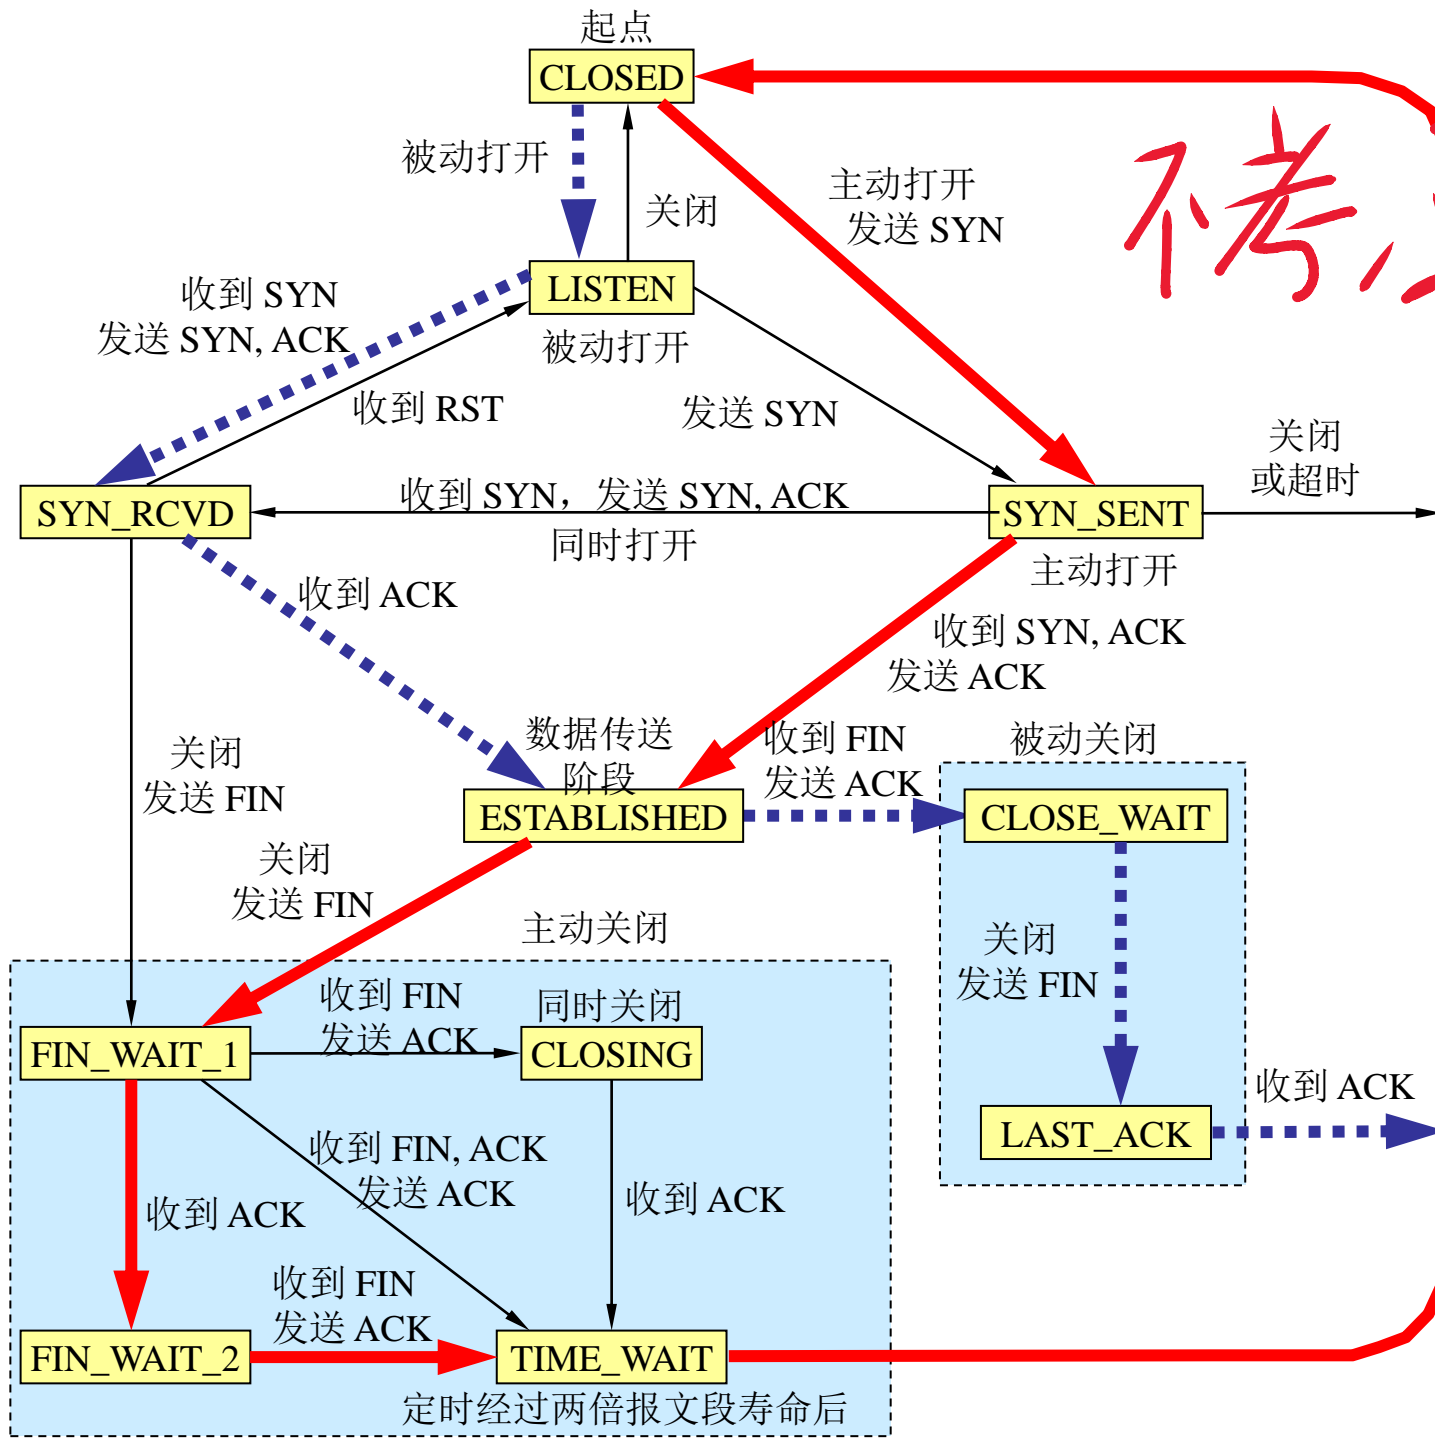 起点
CLOSED
被动打开
关闭
主动打开
发送 SYN
不考
收到 SYN
发送 SYN, ACK
LISTEN
被动打开
收到 RST
发送 SYN
关闭
或超时
SYN_RCVD
收到 SYN，发送 SYN, ACK
同时打开
SYN_SENT
主动打开
收到 ACK
收到 SYN, ACK
发送 ACK
数据传送
阶段
ESTABLISHED
收到 FIN
发送 ACK
被动关闭
CLOSE_WAIT
关闭
发送 FIN
关闭
发送 FIN
主动关闭
关闭
发送 FIN
收到 FIN
发送 ACK
同时关闭
FIN_WAIT_1
CLOSING
LAST_ACK
收到 ACK
收到 FIN, ACK
发送 ACK
收到 ACK
收到 ACK
收到 FIN
发送 ACK
FIN_WAIT_2
TIME_WAIT
定时经过两倍报文段寿命后